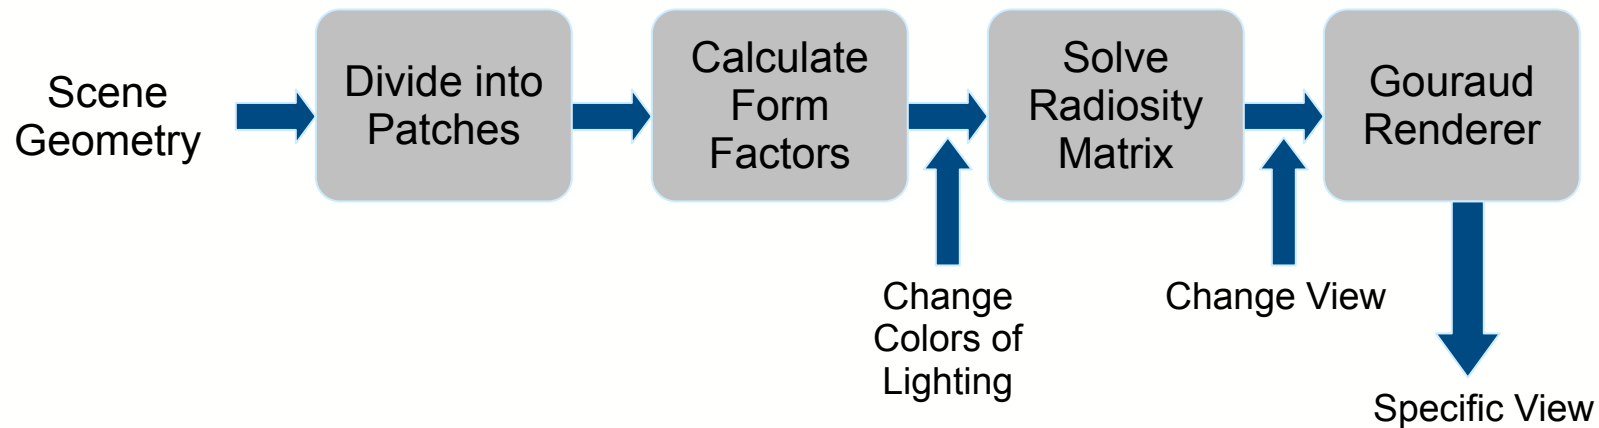 Scene
Geometry
Divide into
Patches
Calculate
Form
Factors
Solve
Radiosity
Matrix
Gouraud
Renderer
Change
Colors of
Lighting
Change View
Specific View